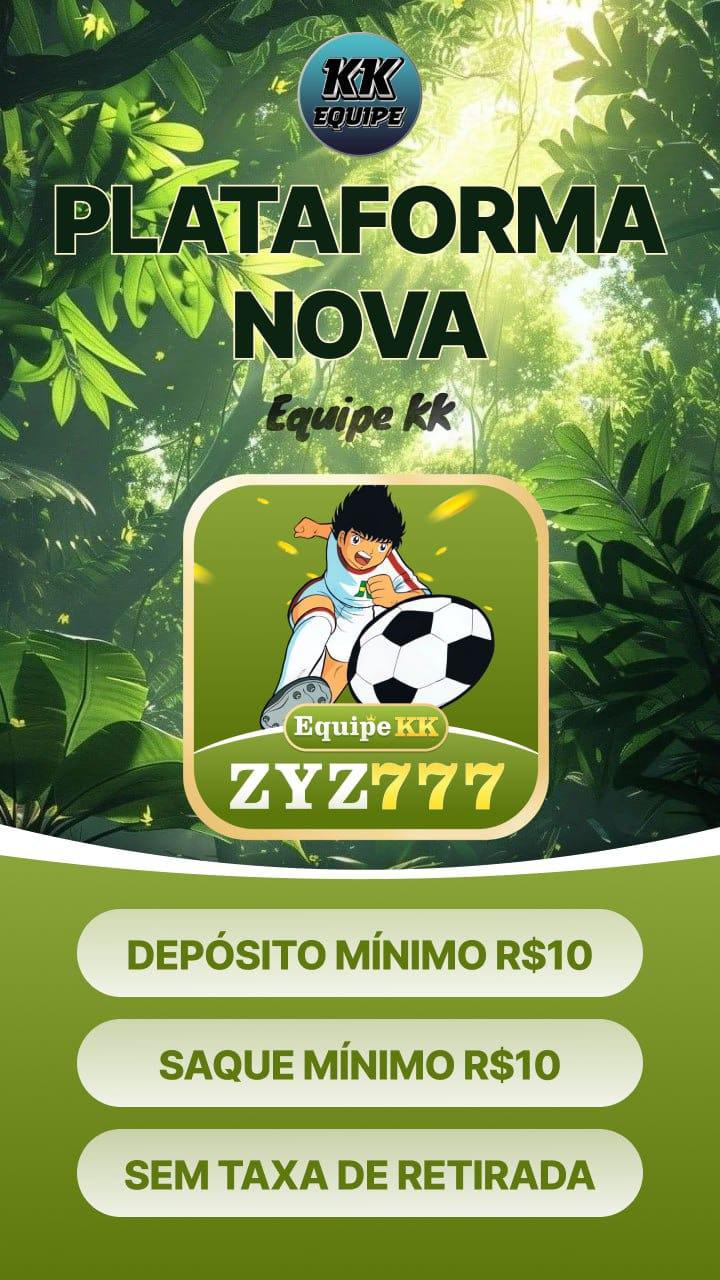 KK
EQUIPE
PLATAFORMA
NOVA
Equipe KK
Equipe KK
ZYZ777
DEPÓSITO MÍNIMO R$10
SAQUE MÍNIMO R$10
SEM TAXA DE RETIRADA